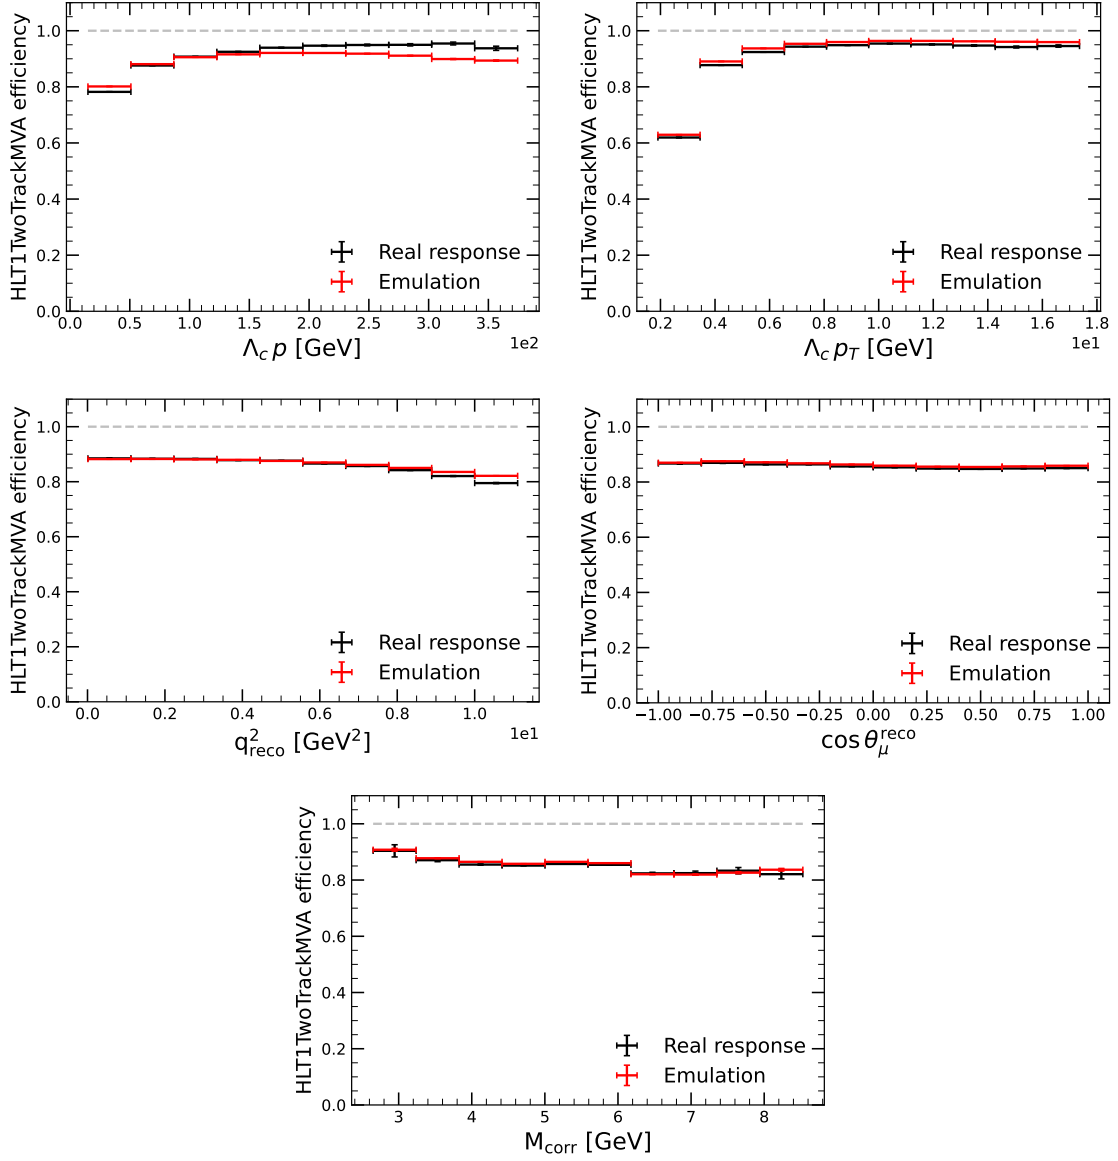 HLT1TwoTrackMVA efficiency
1.0
0.8
0.6
0.4
0.2
0.0
Real response
Emulation
0.0 0.5 1.0 1.5 2.0 2.5 3.0 3.5
1e2
Λc p [GeV]
HLT1TwoTrackMVA efficiency
1.0
0.8
0.6
0.4
0.2
0.0
Real response
Emulation
0.2 0.4 0.6 0.8 1.0 1.2 1.4 1.6 1.8
1e1
Λc pT [GeV]
HLT1TwoTrackMVA efficiency
1.0
0.8
0.6
0.4
0.2
0.0
Real response
Emulation
0.0 0.2 0.4 0.6 0.8 1.0
1e1
q²reco [GeV²]
HLT1TwoTrackMVA efficiency
1.0
0.8
0.6
0.4
0.2
0.0
Real response
Emulation
−1.00 −0.75 −0.50 −0.25 0.00 0.25 0.50 0.75 1.00
cos θμ^reco
HLT1TwoTrackMVA efficiency
1.0
0.8
0.6
0.4
0.2
0.0
Real response
Emulation
3 4 5 6 7 8
Mcorr [GeV]